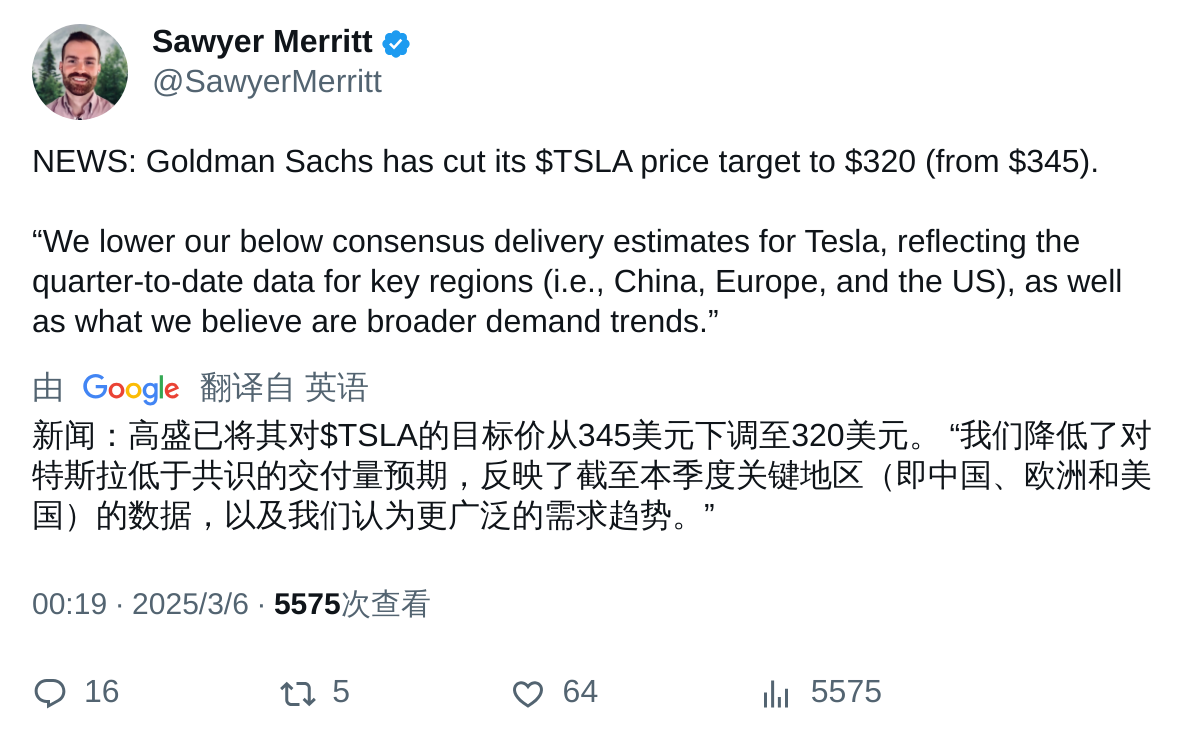 Sawyer Merritt
@SawyerMerritt
NEWS: Goldman Sachs has cut its $TSLA price target to $320 (from $345).
“We lower our below consensus delivery estimates for Tesla, reflecting the
quarter-to-date data for key regions (i.e., China, Europe, and the US), as well
as what we believe are broader demand trends.”
由 Google 翻译自 英语
新闻：高盛已将其对$TSLA的目标价从345美元下调至320美元。 “我们降低了对
特斯拉低于共识的交付量预期，反映了截至本季度关键地区（即中国、欧洲和美
国）的数据，以及我们认为更广泛的需求趋势。”
00:19 · 2025/3/6 · 5575次查看
16 5 64 5575